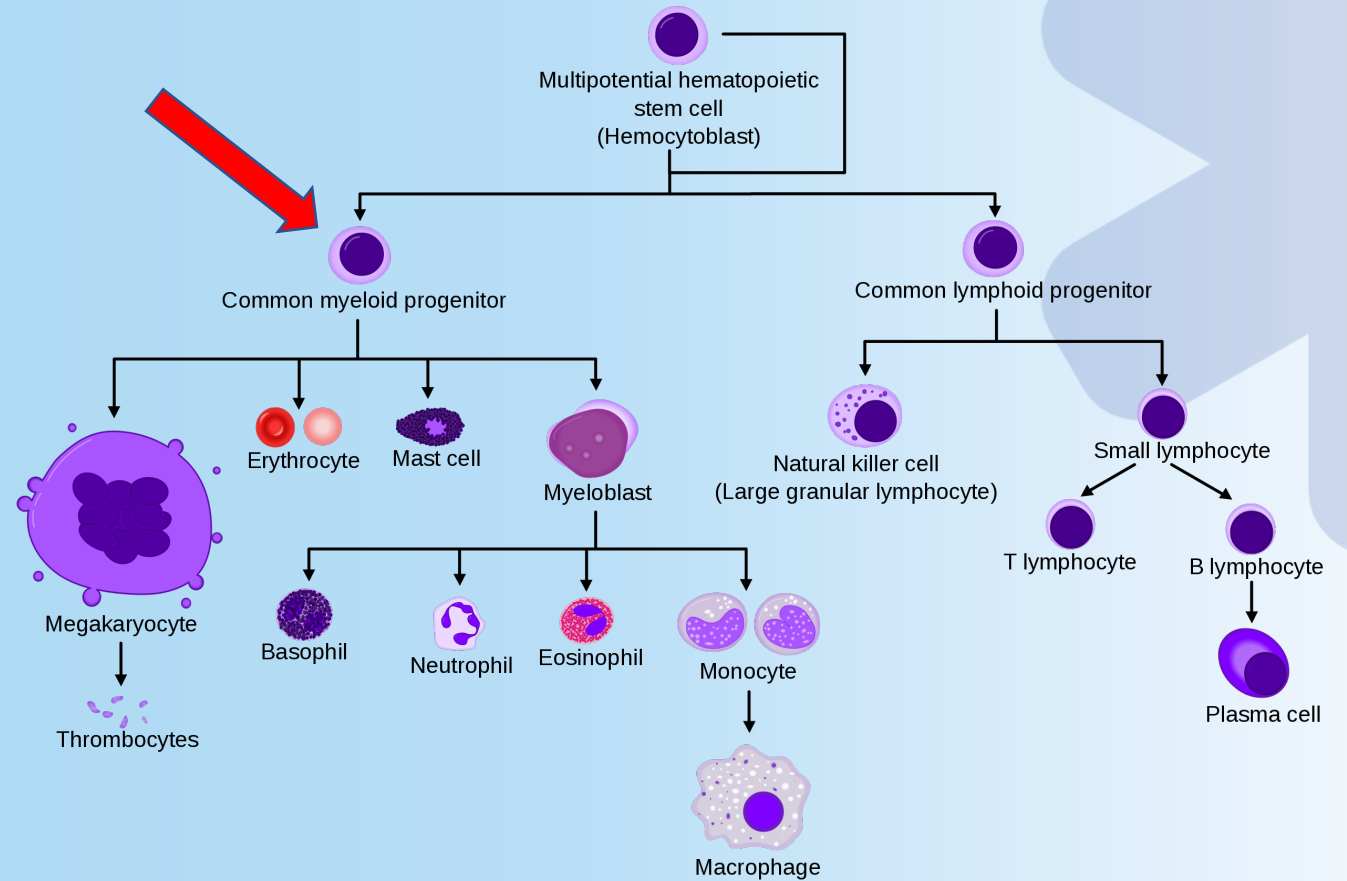 Multipotential hematopoietic
stem cell
(Hemocytoblast)
Common myeloid progenitor
Common lymphoid progenitor
Erythrocyte
Mast cell
Myeloblast
Natural killer cell
(Large granular lymphocyte)
Small lymphocyte
T lymphocyte
B lymphocyte
Megakaryocyte
Basophil
Neutrophil
Eosinophil
Monocyte
Plasma cell
Thrombocytes
Macrophage